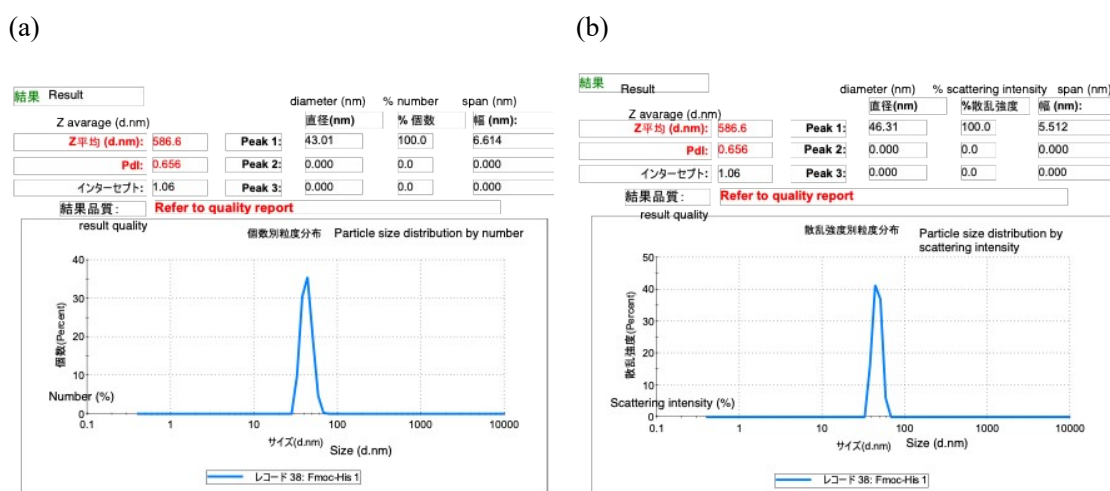 (a)
結果 Result
diameter (nm) % number span (nm)
直径(nm) % 個数 幅 (nm):
Z avarage (d.nm)
Z平均 (d.nm): 586.6 Peak 1: 43.01 100.0 6.614
PdI: 0.656 Peak 2: 0.000 0.0 0.000
インターセプト: 1.06 Peak 3: 0.000 0.0 0.000
結果品質: Refer to quality report
result quality
個数別粒度分布 Particle size distribution by number
個数(Percent)
40
30
20
10
0
Number (%)
0.1 1 10 100 1000 10000
サイズ(d.nm) Size (d.nm)
レコード 38: Fmoc-His 1
(b)
結果 Result
diameter (nm) % scattering intensity span (nm)
直径(nm) %散乱強度 幅 (nm):
Z avarage (d.nm)
Z平均 (d.nm): 586.6 Peak 1: 46.31 100.0 5.512
PdI: 0.656 Peak 2: 0.000 0.0 0.000
インターセプト: 1.06 Peak 3: 0.000 0.0 0.000
結果品質: Refer to quality report
result quality
散乱強度別粒度分布 Particle size distribution by
scattering intensity
散乱強度(Percent)
50
40
30
20
10
0
Scattering intensity (%)
0.1 1 10 100 1000 10000
サイズ(d.nm) Size (d.nm)
レコード 38: Fmoc-His 1